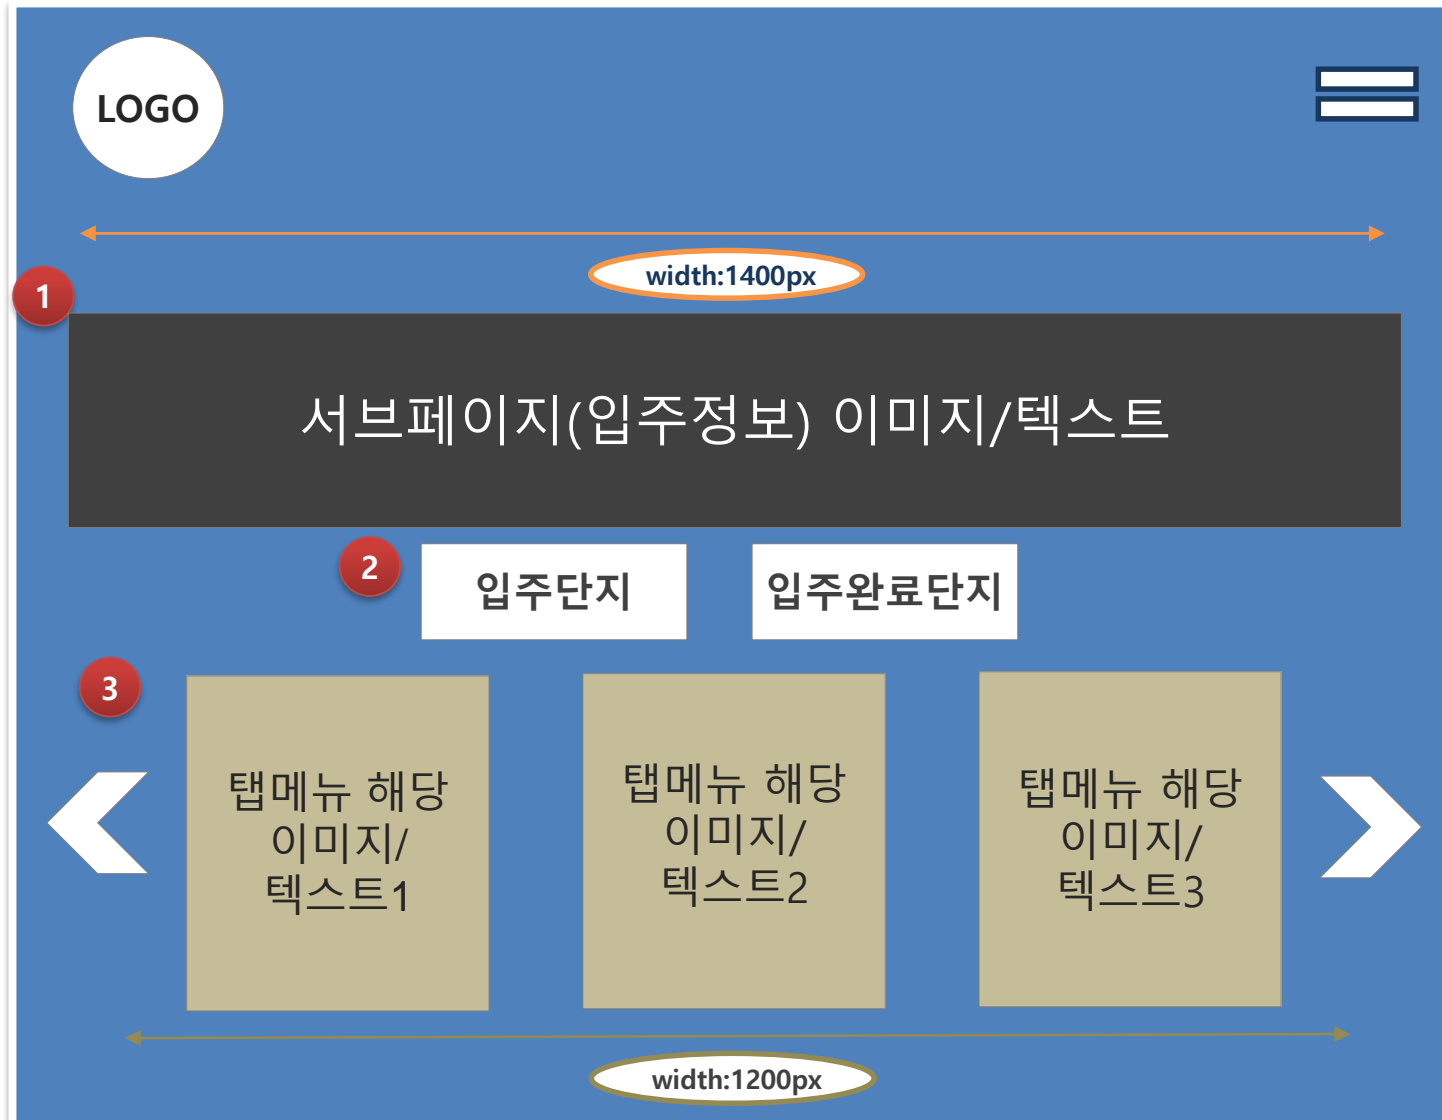 LOGO
width:1400px
1
서브페이지(입주정보) 이미지/텍스트
2
입주단지
입주완료단지
3
탭메뉴 해당
이미지/
텍스트1
탭메뉴 해당
이미지/
텍스트2
탭메뉴 해당
이미지/
텍스트3
width:1200px